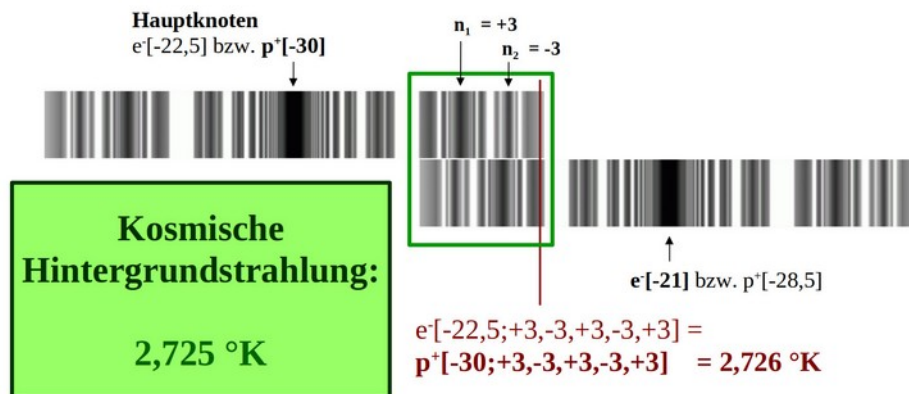 Hauptknoten
e⁻[-22,5] bzw. p⁺[-30]
n₁ = +3
n₂ = -3
Kosmische
Hintergrundstrahlung:
2,725 °K
e⁻[-21] bzw. p⁺[-28,5]
e⁻[-22,5;+3,-3,+3,-3,+3] =
p⁺[-30;+3,-3,+3,-3,+3] = 2,726 °K